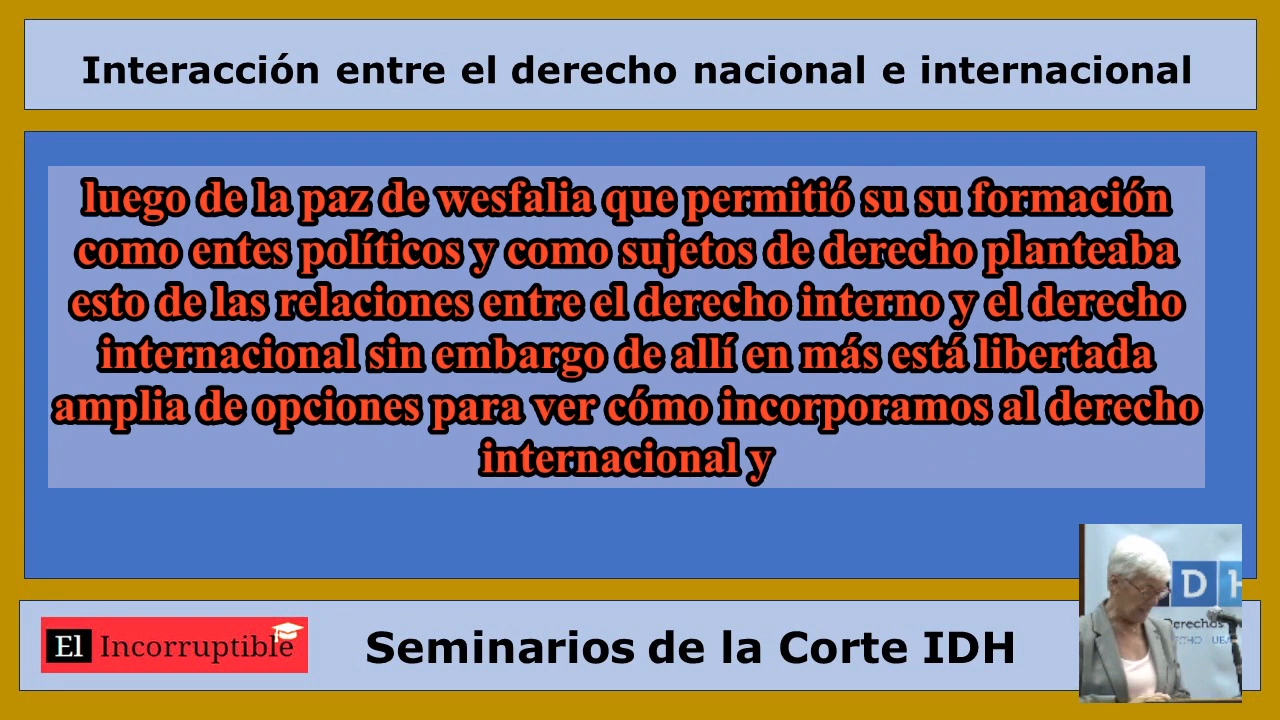 Interacción entre el derecho nacional e internacional
luego de la paz de wesfalia que permitió su su formación
como entes políticos y como sujetos de derecho planteaba
esto de las relaciones entre el derecho interno y el derecho
internacional sin embargo de allí en más está libertada
amplia de opciones para ver cómo incorporamos al derecho
internacional y
El Incorruptible
Seminarios de la Corte IDH
D